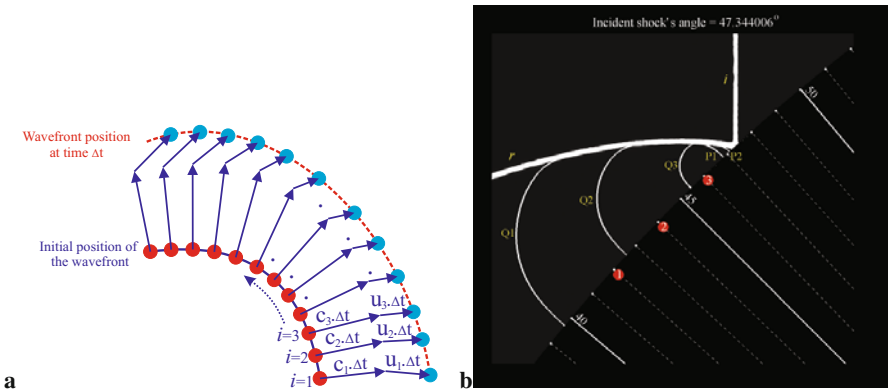 Wavefront position
at time Δt
Initial position of
the wavefront
c₃.Δt
u₃.Δt
i=3
c₂.Δt
u₂.Δt
i=2
c₁.Δt
u₁.Δt
i=1
a
Incident shock's angle = 47.344006°
i
r
50
P1
P2
Q3
Q2
Q1
3
45
2
1
40
b